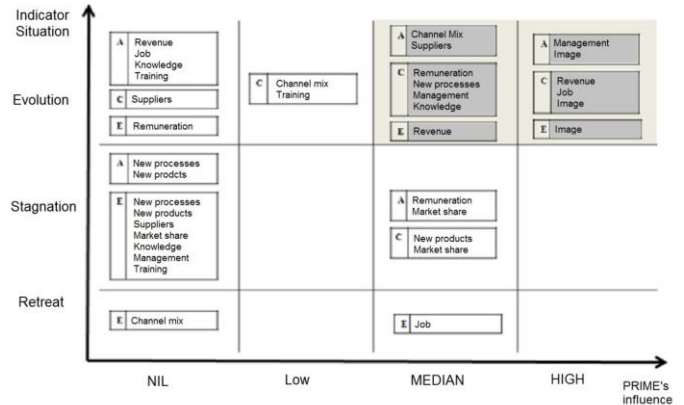 Indicator
Situation
Evolution
A Revenue
Job
Knowledge
Training
C Suppliers
E Remuneration
C Channel mix
Training
A Channel Mix
Suppliers
C Remuneration
New processes
Management
Knowledge
E Revenue
A Management
Image
C Revenue
Job
Image
E Image
Stagnation
A New processes
New prodcts
E New processes
New products
Suppliers
Market share
Knowledge
Management
Training
A Remuneration
Market share
C New products
Market share
Retreat
E Channel mix
E Job
NIL
Low
MEDIAN
HIGH
PRIME's
influence